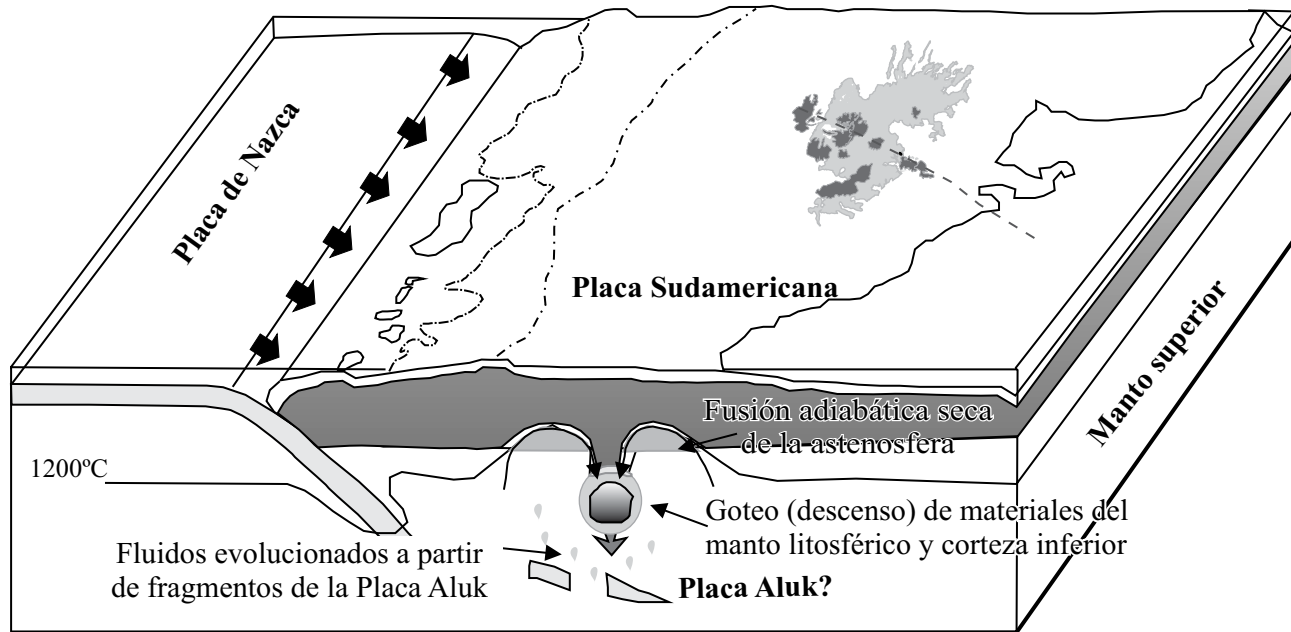 Placa de Nazca
Placa Sudamericana
Manto superior
Fusión adiabática seca
de la astenosfera
1200ºC
Goteo (descenso) de materiales del
manto litosférico y corteza inferior
Fluidos evolucionados a partir
de fragmentos de la Placa Aluk
Placa Aluk?